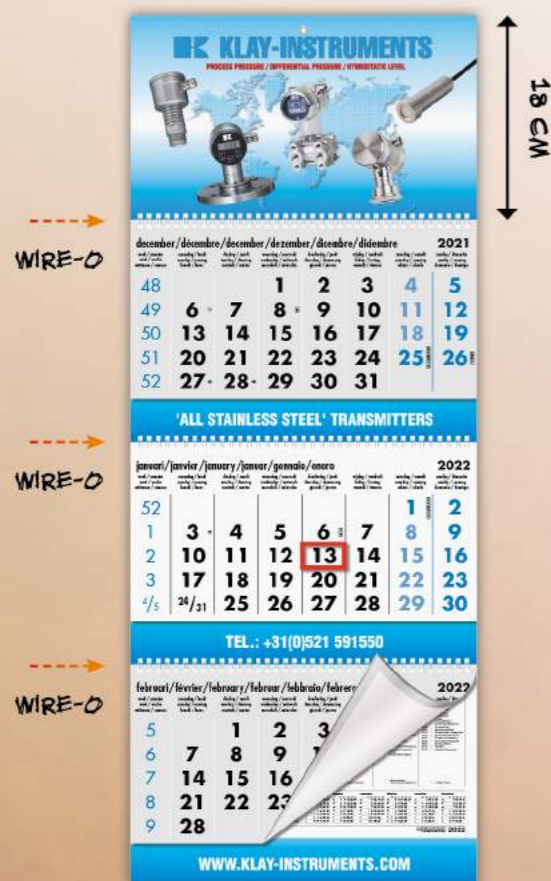 KLAY-INSTRUMENTS
PROCESS PRESSURE / DIFFERENTIAL PRESSURE / HYDROSTATIC LEVEL
18 CM
WIRE-O
december/décembre/december/dezember/dicembre/diciembre 2021
48 1 2 3 4 5
49 6 7 8 9 10 11 12
50 13 14 15 16 17 18 19
51 20 21 22 23 24 25 26
52 27 28 29 30 31
'ALL STAINLESS STEEL' TRANSMITTERS
WIRE-O
januari/janvier/january/januar/gennaio/enero 2022
52 1 2
1 3 4 5 6 7 8 9
2 10 11 12 13 14 15 16
3 17 18 19 20 21 22 23
4/5 24/31 25 26 27 28 29 30
TEL.: +31(0)521 591550
WIRE-O
februari/février/february/februar/febbraio/febrero 2022
5 1 2 3
6 7 8 9
7 14 15 16
8 21 22 23
9 28
2022
WWW.KLAY-INSTRUMENTS.COM